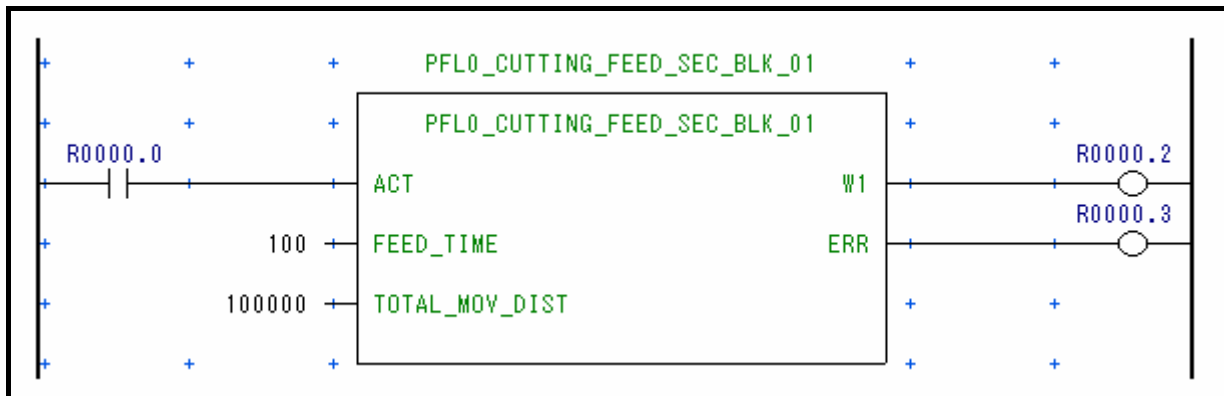 PFL0_CUTTING_FEED_SEC_BLK_01
PFL0_CUTTING_FEED_SEC_BLK_01
R0000.0 R0000.2
ACT W1
R0000.3
100 FEED_TIME ERR
100000 TOTAL_MOV_DIST